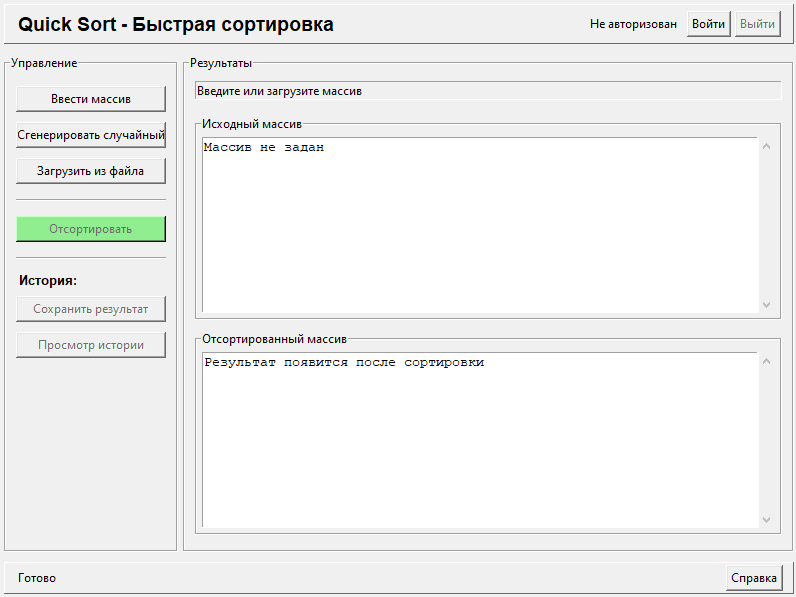 Quick Sort - Быстрая сортировка
Не авторизован
Войти
Выйти
Управление
Ввести массив
Сгенерировать случайный
Загрузить из файла
Отсортировать
История:
Сохранить результат
Просмотр истории
Результаты
Введите или загрузите массив
Исходный массив
Массив не задан
Отсортированный массив
Результат появится после сортировки
Готово
Справка